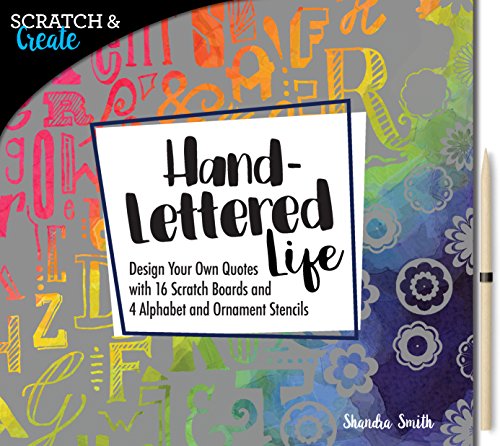 SCRATCH &
Create
Hand-
Lettered
Life
Design Your Own Quotes
with 16 Scratch Boards and
4 Alphabet and Ornament Stencils
Shandra Smith